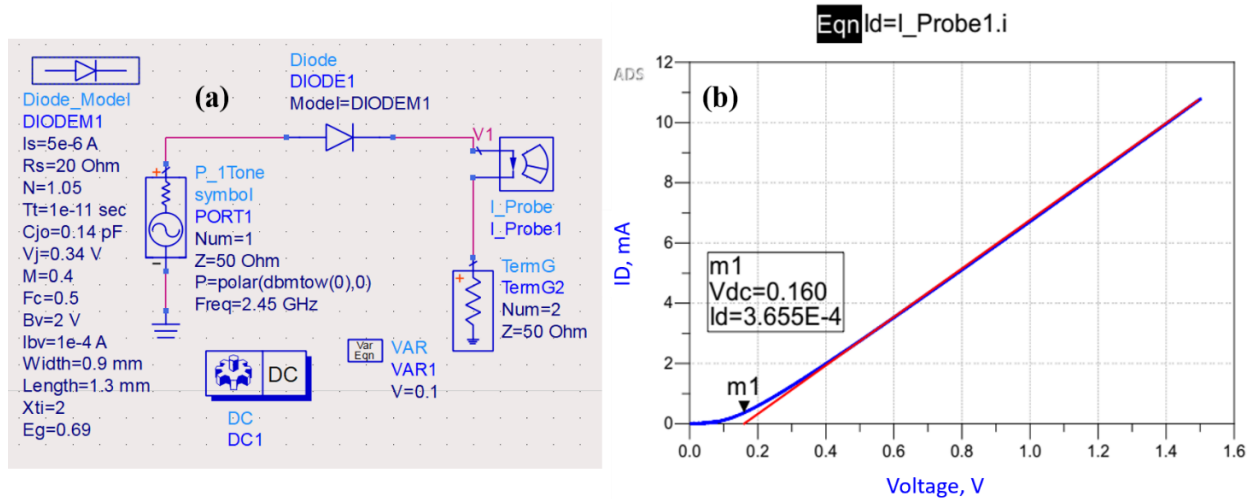 (a)
Diode_Model
DIODEM1
Is=5e-6 A
Rs=20 Ohm
N=1.05
Tt=1e-11 sec
Cjo=0.14 pF
Vj=0.34 V
M=0.4
Fc=0.5
Bv=2 V
Ibv=1e-4 A
Width=0.9 mm
Length=1.3 mm
Xti=2
Eg=0.69
Diode
DIODE1
Model=DIODEM1
P_1Tone
symbol
PORT1
Num=1
Z=50 Ohm
P=polar(dbmtow(0),0)
Freq=2.45 GHz
V1
I_Probe
I_Probe1
TermG
TermG2
Num=2
Z=50 Ohm
DC
DC
DC1
Var
Eqn
VAR
VAR1
V=0.1
Eqn Id=I_Probe1.i
ADS
(b)
12
10
8
6
4
2
0
ID, mA
m1
Vdc=0.160
Id=3.655E-4
m1
0.0 0.2 0.4 0.6 0.8 1.0 1.2 1.4 1.6
Voltage, V